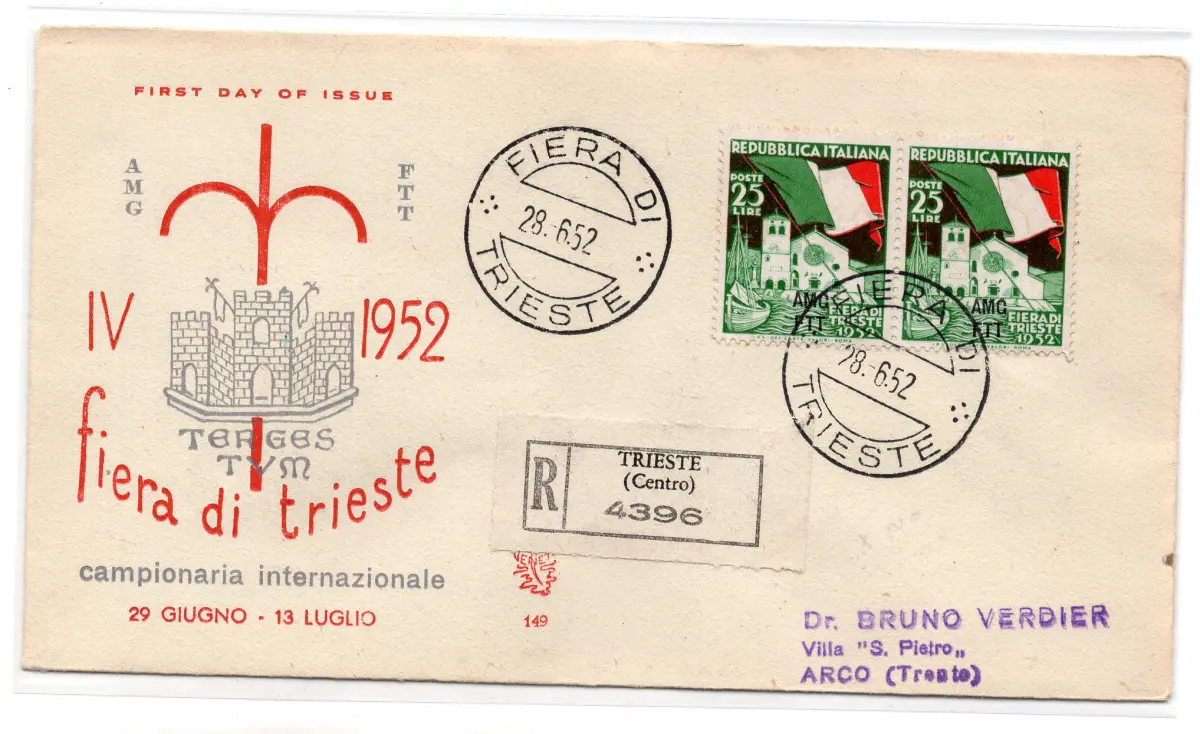 FIRST DAY OF ISSUE
AMG
FTT
IV
1952
TERGES
TVM
fiera di trieste
campionaria internazionale
29 GIUGNO - 13 LUGLIO
FIERA DI
28.-6.52
TRIESTE
REPUBBLICA ITALIANA
POSTE
25
LIRE
AMG
FTT
FIERA DI
TRIESTE
1952
REPUBBLICA ITALIANA
POSTE
25
LIRE
AMG
FTT
FIERA DI
TRIESTE
1952
FIERA DI
28.-6.52
TRIESTE
R
TRIESTE
(Centro)
4396
149
Dr. BRUNO VERDIER
Villa "S. Pietro„
ARCO (Trento)